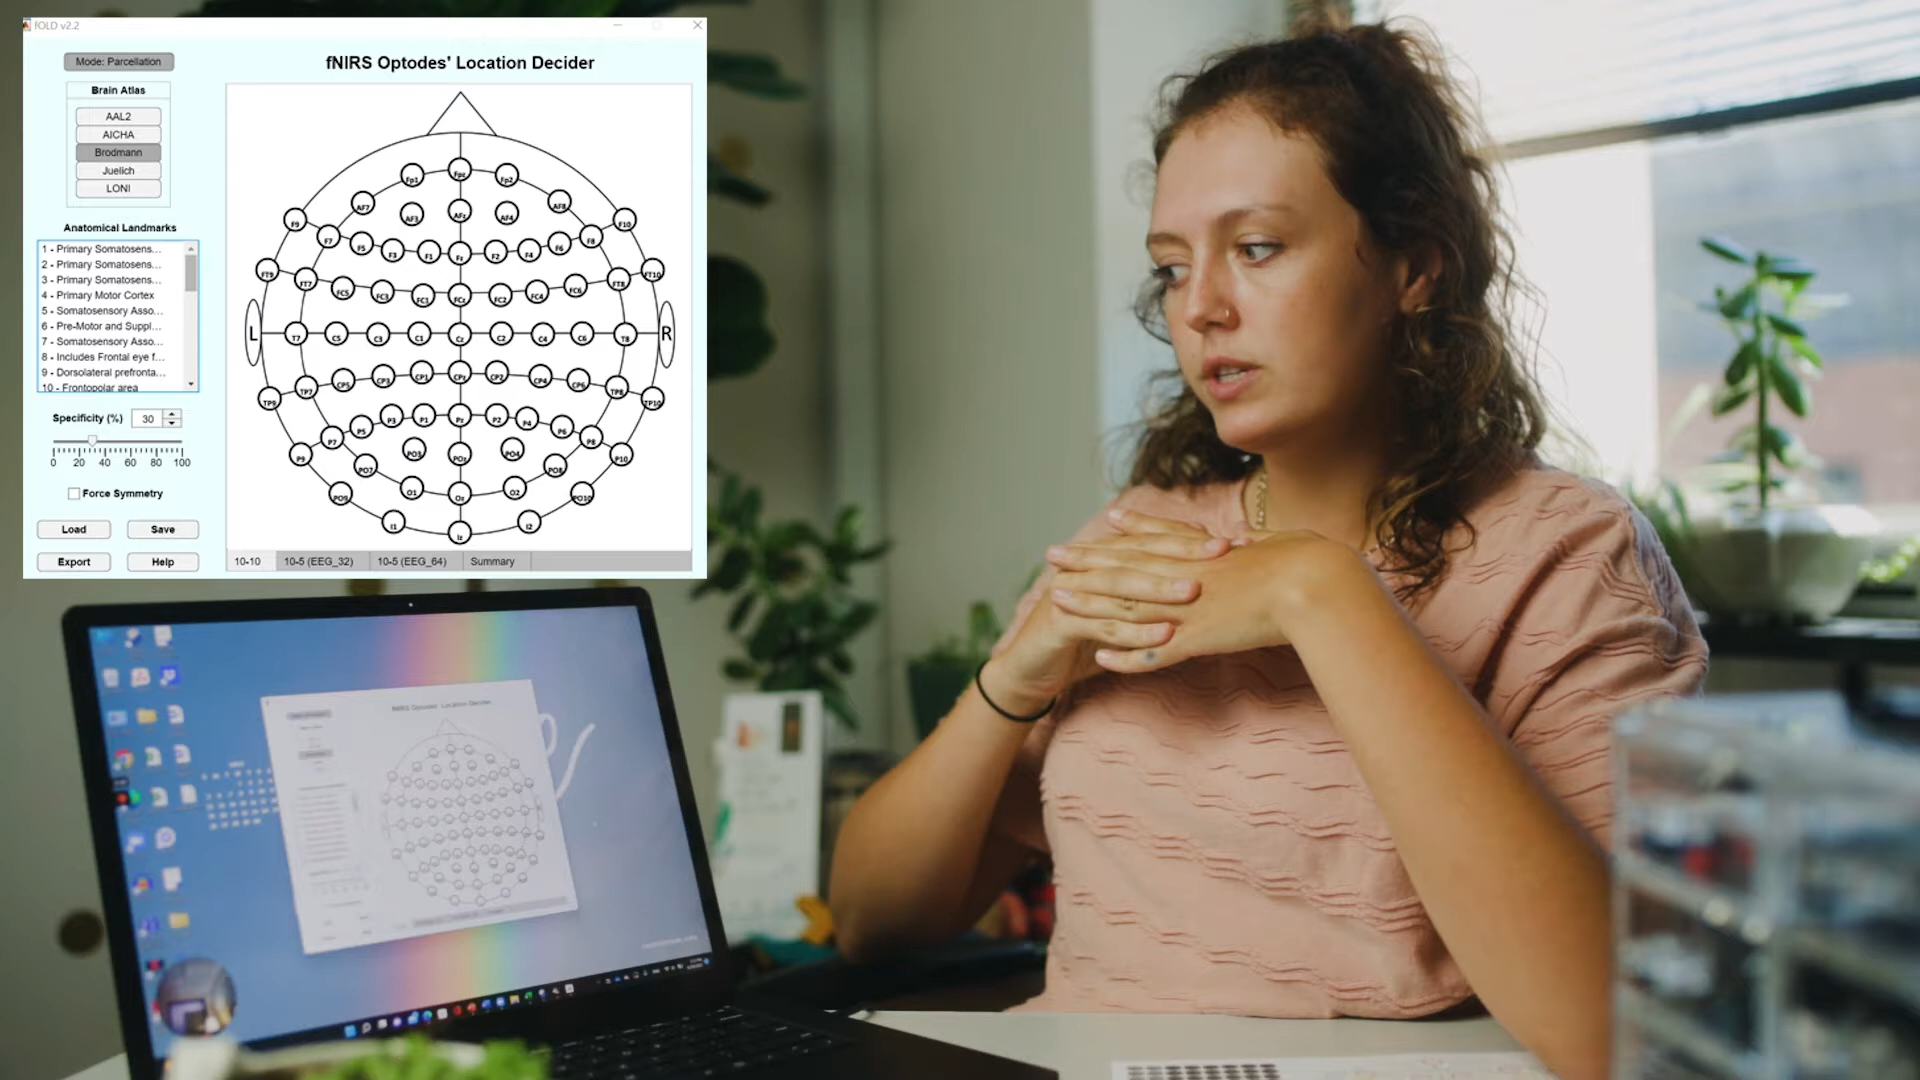 fOLD v2.2
fNIRS Optodes' Location Decider
Mode: Parcellation
Brain Atlas
AAL2
AICHA
Brodmann
Juelich
LONI
Anatomical Landmarks
1 - Primary Somatosens...
2 - Primary Somatosens...
3 - Primary Somatosens...
4 - Primary Motor Cortex
5 - Somatosensory Asso...
6 - Pre-Motor and Suppl...
7 - Somatosensory Asso...
8 - Includes Frontal eye f...
9 - Dorsolateral prefronta...
10 - Frontopolar area
Specificity (%) 30
0 20 40 60 80 100
Force Symmetry
Load Save
Export Help
Fp1 Fpz Fp2
AF7 AF3 AFz AF4 AF8
F9 F7 F5 F3 F1 Fz F2 F4 F6 F8 F10
FT9 FT7 FC5 FC3 FC1 FCz FC2 FC4 FC6 FT8 FT10
L T7 C5 C3 C1 Cz C2 C4 C6 T8 R
TP9 TP7 CP5 CP3 CP1 CPz CP2 CP4 CP6 TP8 TP10
P9 P7 P5 P3 P1 Pz P2 P4 P6 P8 P10
PO9 PO7 PO3 POz PO4 PO8 PO10
O1 Oz O2
I1 Iz I2
10-10 10-5 (EEG_32) 10-5 (EEG_64) Summary
fNIRS Optodes' Location Decider